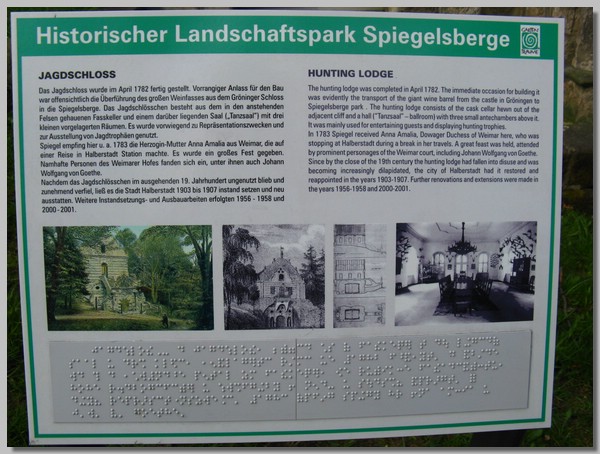 Historischer Landschaftspark Spiegelsberge
GARTEN
TRÄUME
JAGDSCHLOSS
Das Jagdschloss wurde im April 1782 fertig gestellt. Vorrangiger Anlass für den Bau
war offensichtlich die Überführung des großen Weinfasses aus dem Gröninger Schloss
in die Spiegelsberge. Das Jagdschlösschen besteht aus dem in den anstehenden
Felsen gehauenen Fasskeller und einem darüber liegenden Saal („Tanzsaal") mit drei
kleinen vorgelagerten Räumen. Es wurde vorwiegend zu Repräsentationszwecken und
zur Ausstellung von Jagdtrophäen genutzt.
Spiegel empfing hier u. a. 1783 die Herzogin-Mutter Anna Amalia aus Weimar, die auf
einer Reise in Halberstadt Station machte. Es wurde ein großes Fest gegeben.
Namhafte Personen des Weimarer Hofes fanden sich ein, unter ihnen auch Johann
Wolfgang von Goethe.
Nachdem das Jagdschlösschen im ausgehenden 19. Jahrhundert ungenutzt blieb und
zunehmend verfiel, ließ es die Stadt Halberstadt 1903 bis 1907 instand setzen und neu
ausstatten. Weitere Instandsetzungs- und Ausbauarbeiten erfolgten 1956 - 1958 und
2000 - 2001.
HUNTING LODGE
The hunting lodge was completed in April 1782. The immediate occasion for building it
was evidently the transport of the giant wine barrel from the castle in Gröningen to
Spiegelsberge park . The hunting lodge consists of the cask cellar hewn out of the
adjacent cliff and a hall ("Tanzsaal" – ballroom) with three small antechambers above it.
It was mainly used for entertaining guests and displaying hunting trophies.
In 1783 Spiegel received Anna Amalia, Dowager Duchess of Weimar here, who was
stopping at Halberstadt during a break in her travels. A great feast was held, attended
by prominent personages of the Weimar court, including Johann Wolfgang von Goethe.
Since by the close of the 19th century the hunting lodge had fallen into disuse and was
becoming increasingly dilapidated, the city of Halberstadt had it restored and
reappointed in the years 1903-1907. Further renovations and extensions were made in
the years 1956-1958 and 2000-2001.